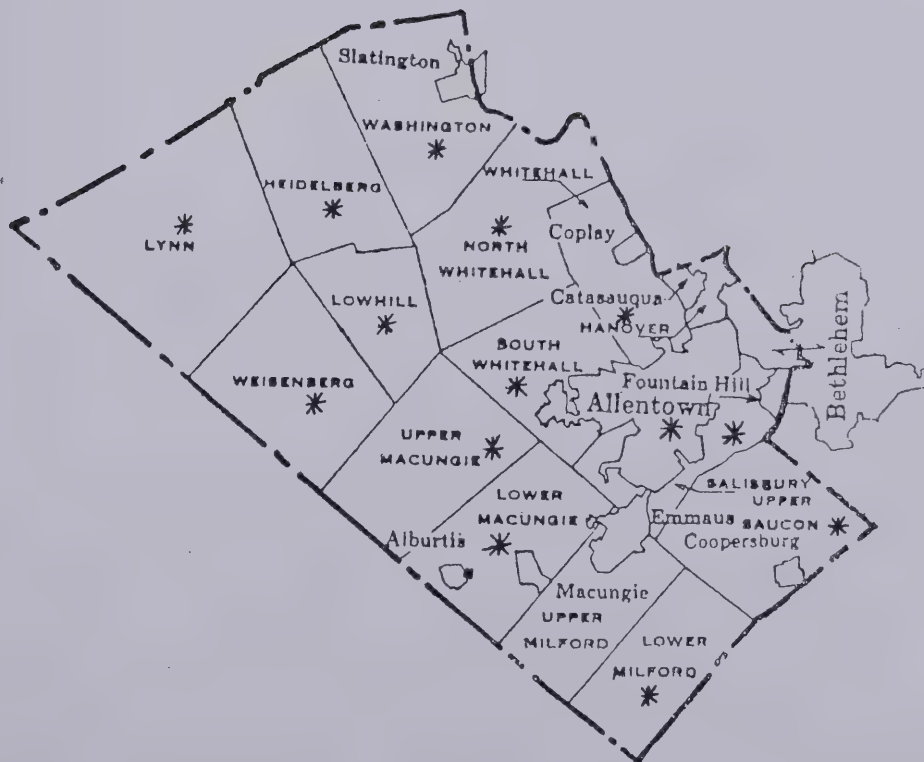 Slatington
WASHINGTON
WHITEHALL
HEIDELBERG
Coplay
LYNN
NORTH
WHITEHALL
LOWHILL
Catasauqua
HANOVER
SOUTH
WHITEHALL
Bethlehem
WEISENBERG
Fountain Hill
Allentown
UPPER
MACUNGIE
SALISBURY
LOWER
MACUNGIE
UPPER
SAUCON
Emmaus
Coopersburg
Alburtis
Macungie
UPPER
MILFORD
LOWER
MILFORD